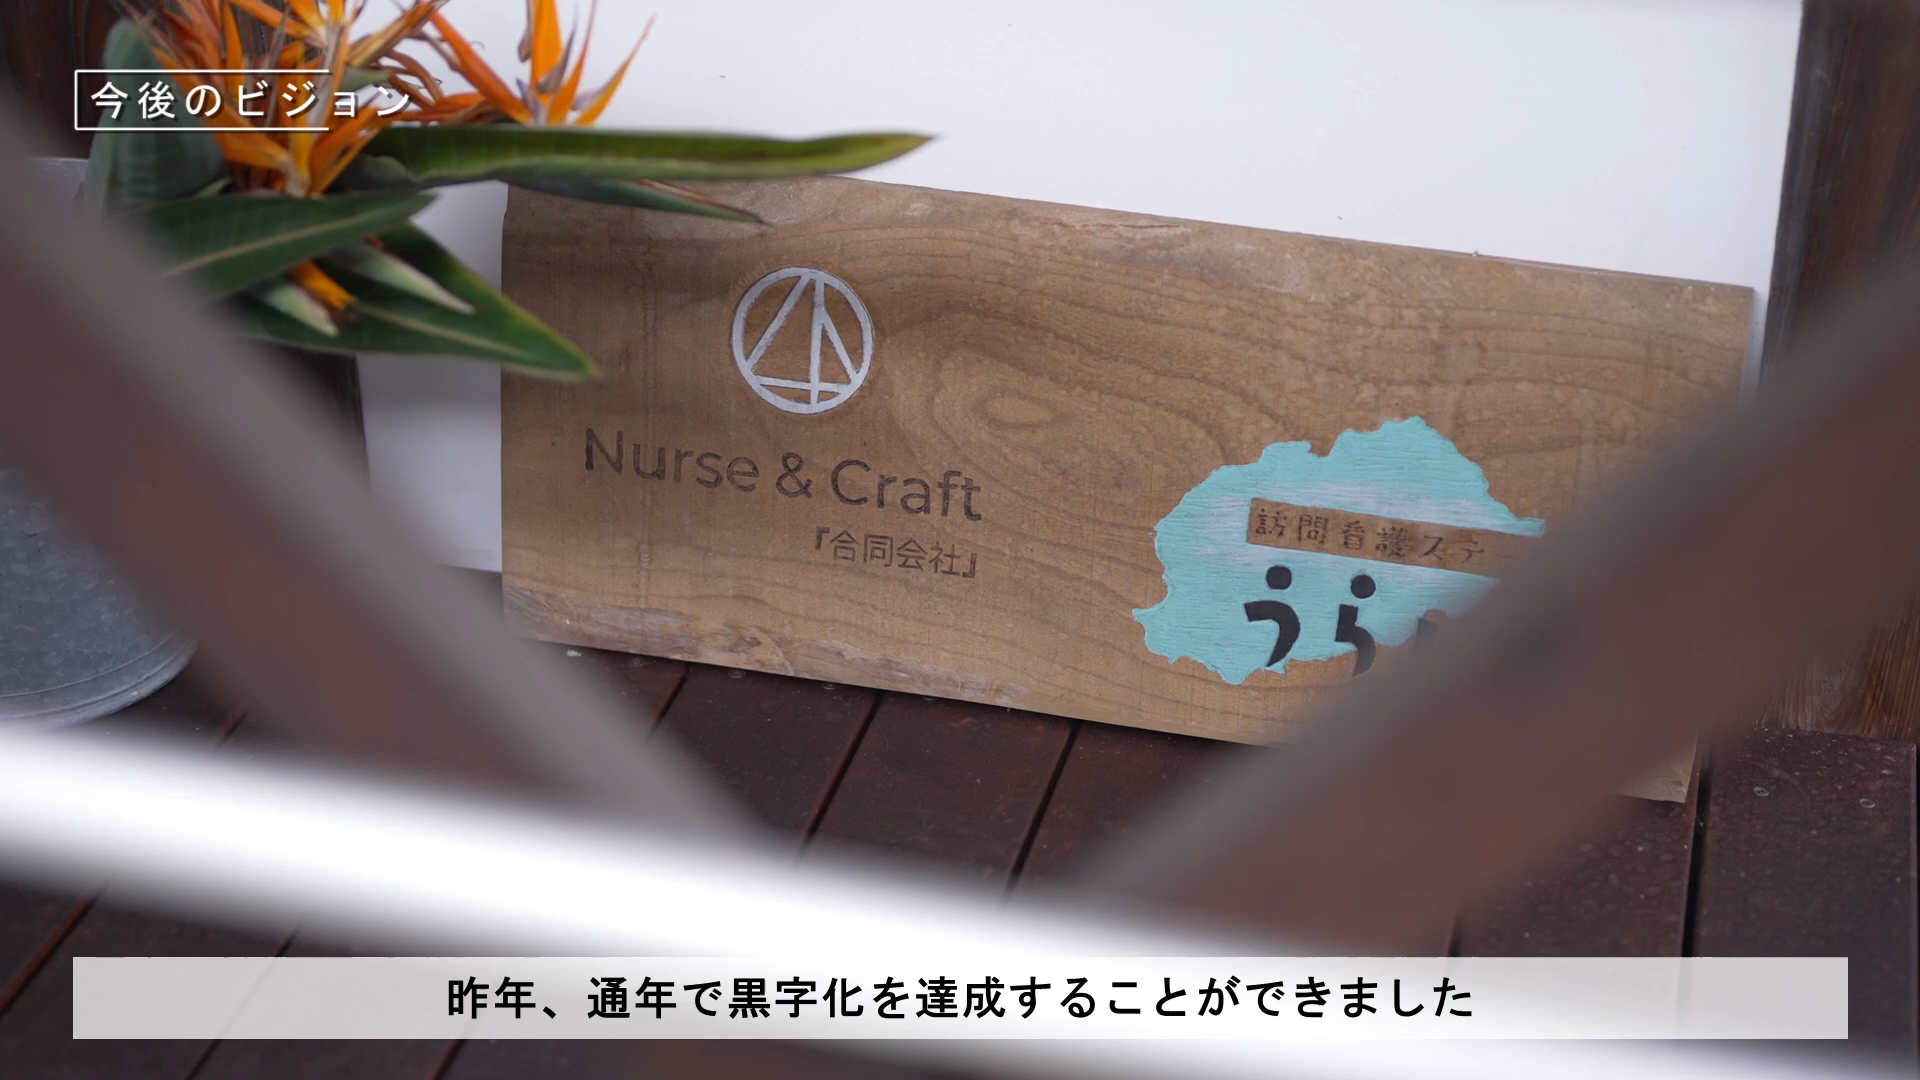 今後のビジョン
Nurse & Craft
『合同会社』
訪問看護ステー
うら
昨年、通年で黒字化を達成することができました